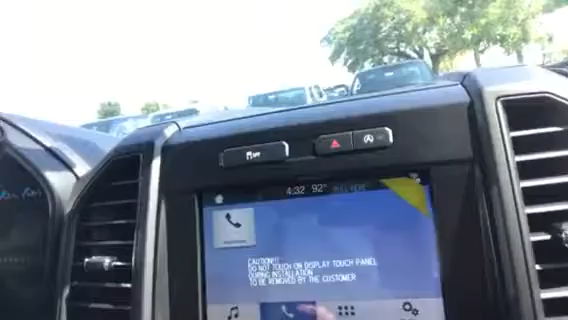 OFF
4:32 92°
CAUTION!!!
DO NOT TOUCH ON DISPLAY TOUCH PANEL
DURING INSTALLATION
TO BE REMOVED BY THE CUSTOMER